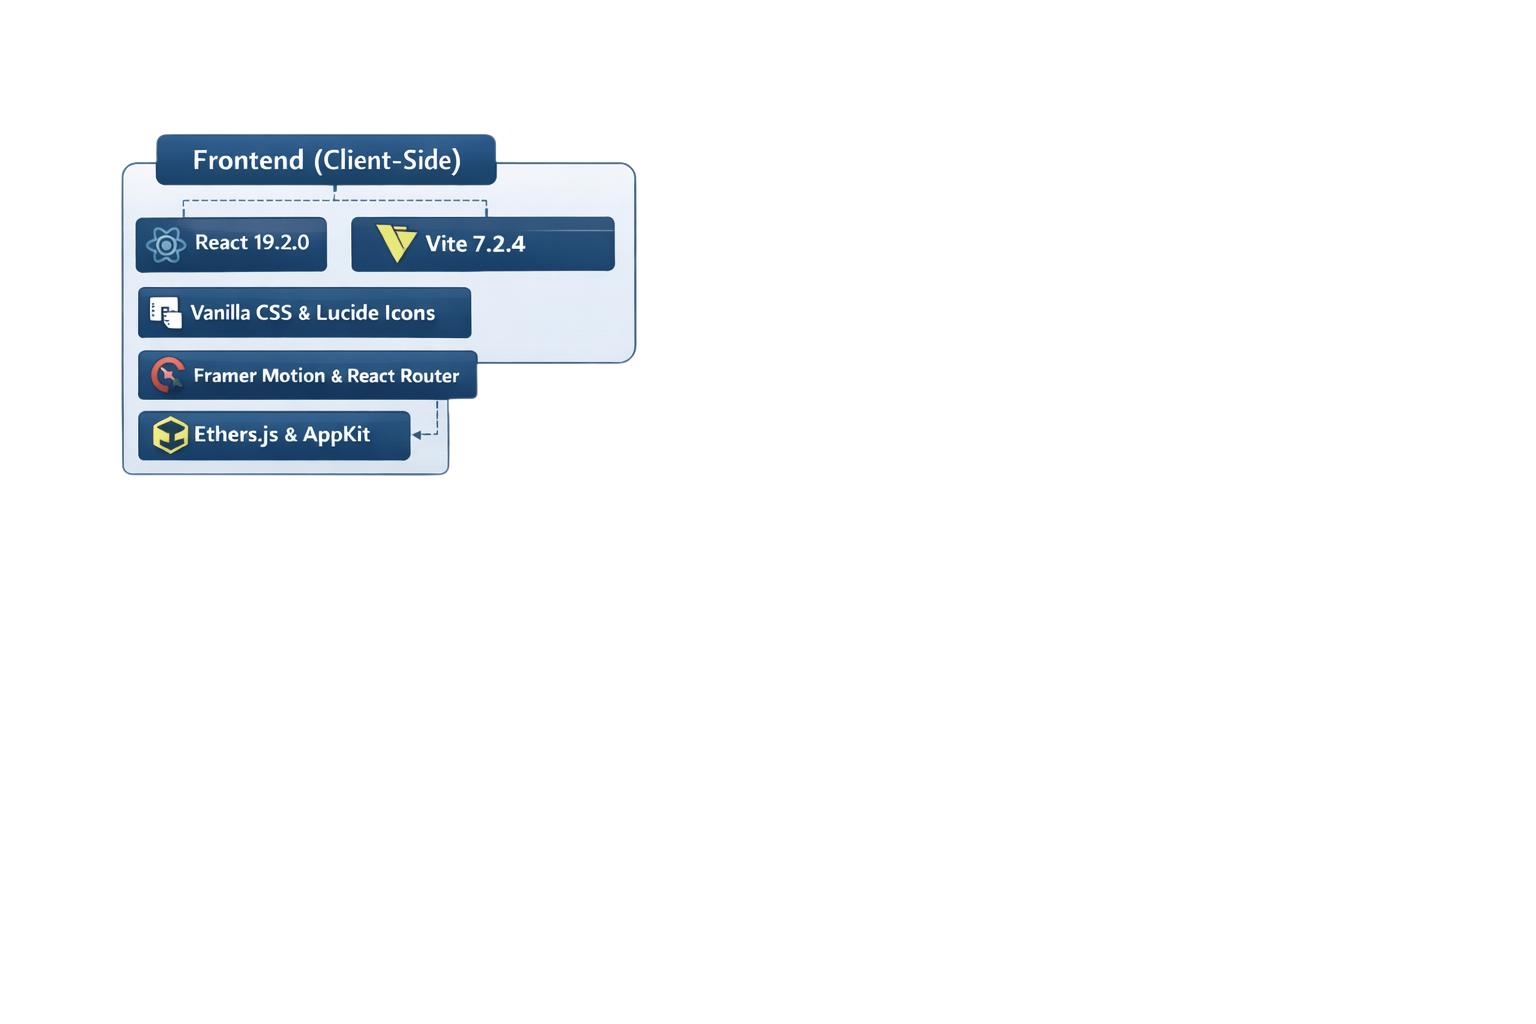 Frontend (Client-Side)
React 19.2.0
Vite 7.2.4
Vanilla CSS & Lucide Icons
Framer Motion & React Router
Ethers.js & AppKit